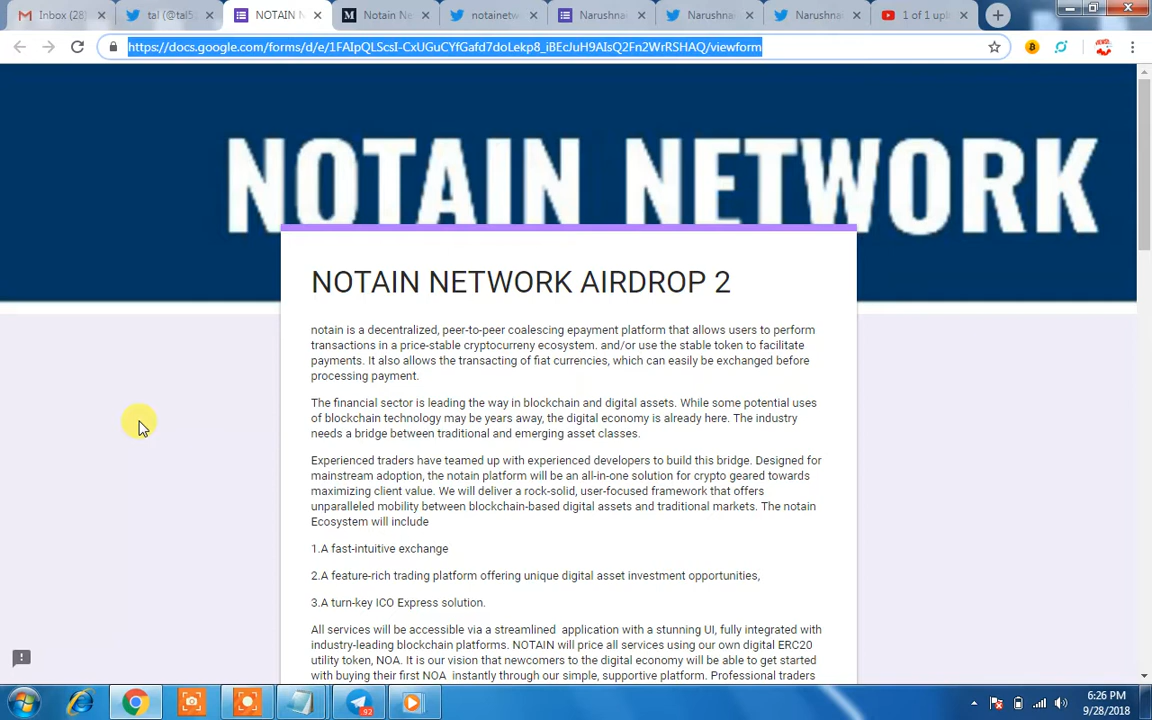 Inbox (28)
tal (@tal5
NOTAIN N
Notain Ne
notainetw
Narushna
Narushna
Narushna
1 of 1 upl
https://docs.google.com/forms/d/e/1FAIpQLScsI-CxUGuCYfGafd7doLekp8_iBEcJuH9AIsQ2Fn2WrRSHAQ/viewform
NOTAIN NETWORK
NOTAIN NETWORK AIRDROP 2
notain is a decentralized, peer-to-peer coalescing epayment platform that allows users to perform
transactions in a price-stable cryptocurreny ecosystem. and/or use the stable token to facilitate
payments. It also allows the transacting of fiat currencies, which can easily be exchanged before
processing payment.
The financial sector is leading the way in blockchain and digital assets. While some potential uses
of blockchain technology may be years away, the digital economy is already here. The industry
needs a bridge between traditional and emerging asset classes.
Experienced traders have teamed up with experienced developers to build this bridge. Designed for
mainstream adoption, the notain platform will be an all-in-one solution for crypto geared towards
maximizing client value. We will deliver a rock-solid, user-focused framework that offers
unparalleled mobility between blockchain-based digital assets and traditional markets. The notain
Ecosystem will include
1.A fast-intuitive exchange
2.A feature-rich trading platform offering unique digital asset investment opportunities,
3.A turn-key ICO Express solution.
All services will be accessible via a streamlined application with a stunning UI, fully integrated with
industry-leading blockchain platforms. NOTAIN will price all services using our own digital ERC20
utility token, NOA. It is our vision that newcomers to the digital economy will be able to get started
with buying their first NOA instantly through our simple, supportive platform. Professional traders
92
6:26 PM
9/28/2018